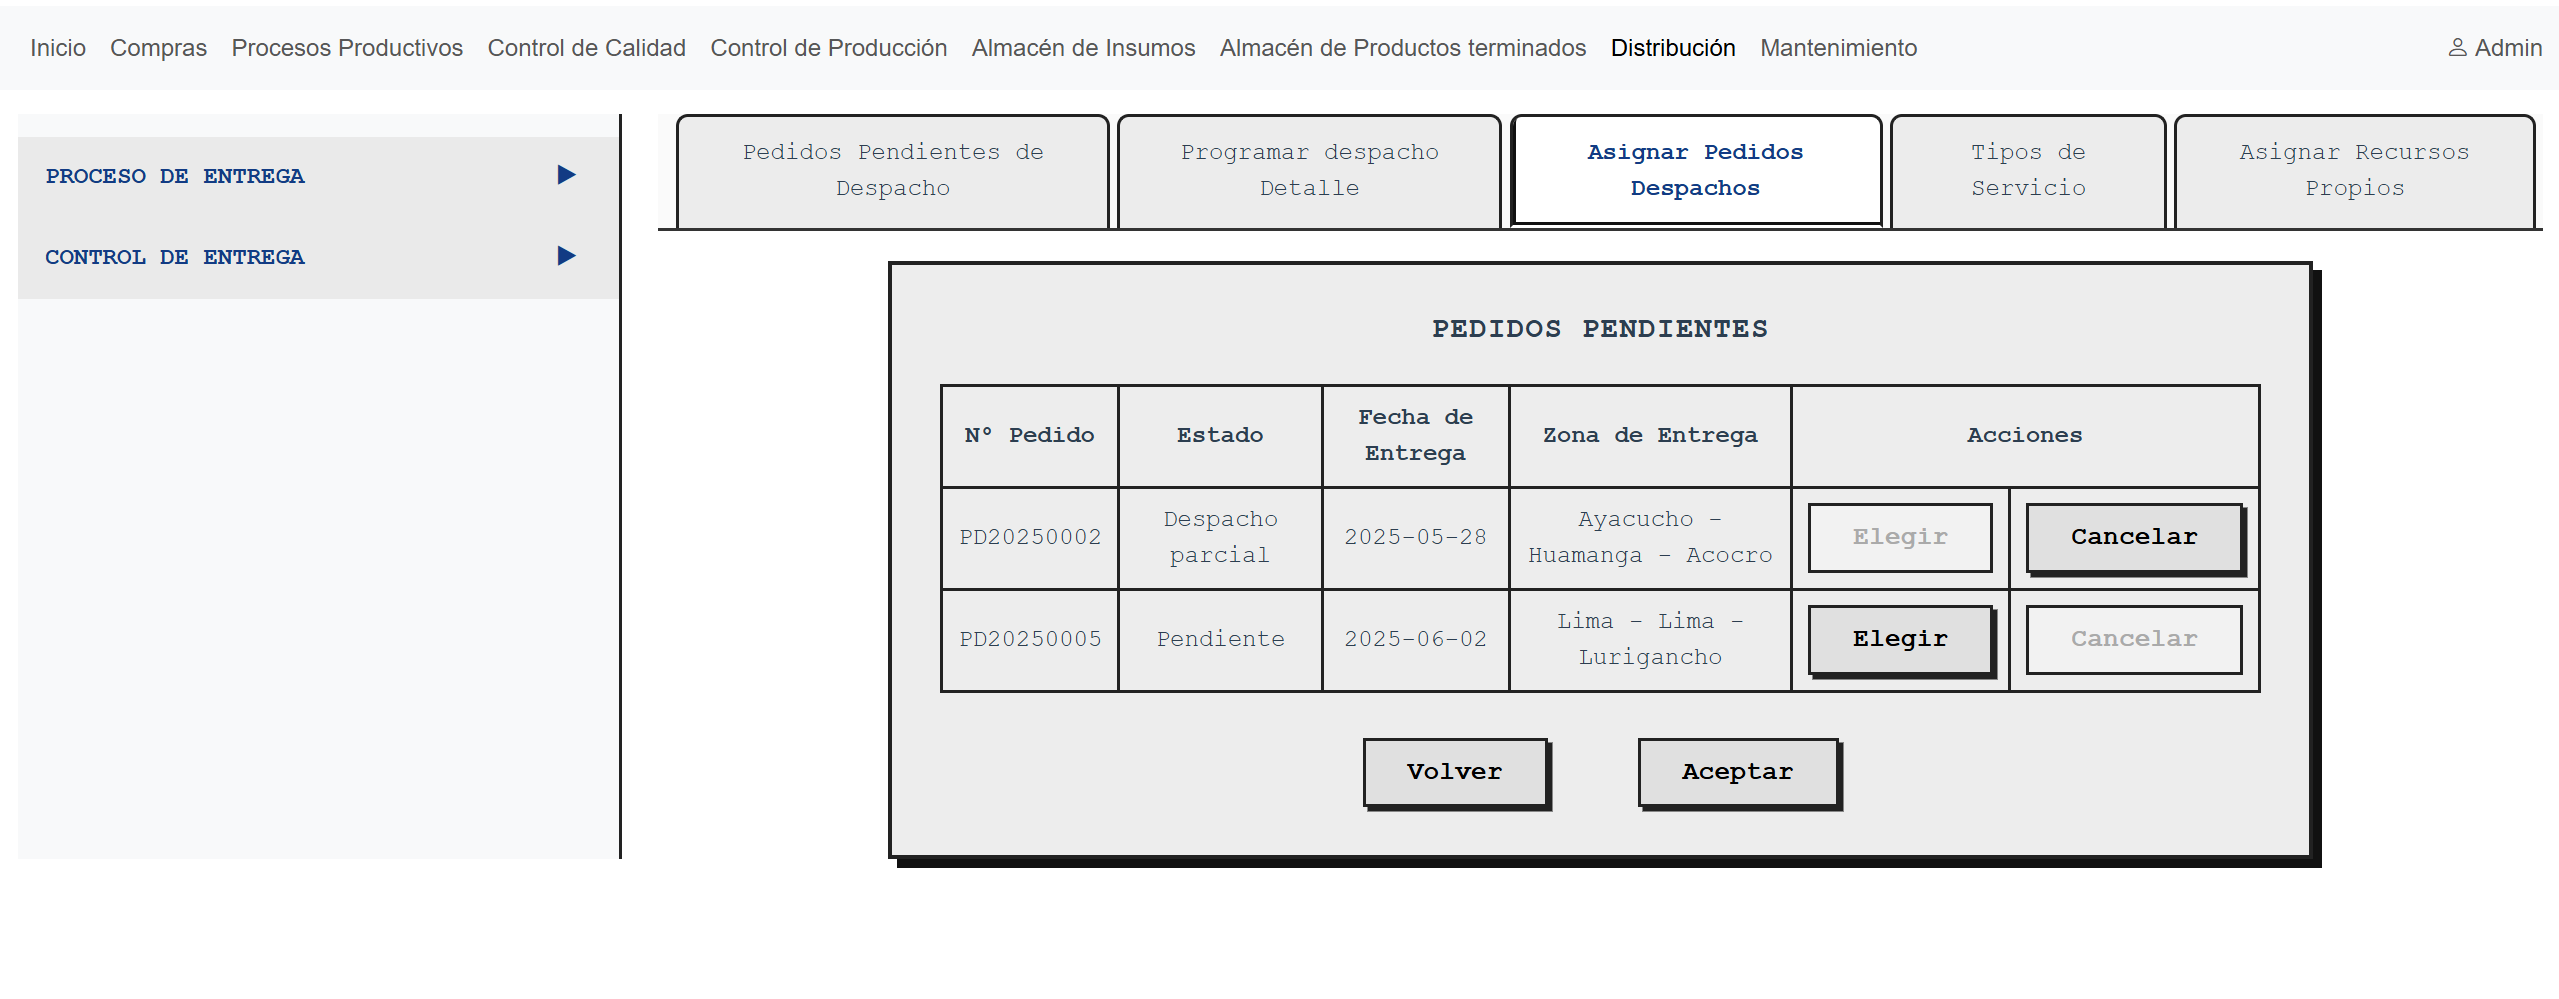 Inicio Compras Procesos Productivos Control de Calidad Control de Producción Almacén de Insumos Almacén de Productos terminados Distribución Mantenimiento Admin
PROCESO DE ENTREGA ▶
CONTROL DE ENTREGA ▶
Pedidos Pendientes de
Despacho
Programar despacho
Detalle
Asignar Pedidos
Despachos
Tipos de
Servicio
Asignar Recursos
Propios
PEDIDOS PENDIENTES
N° Pedido
Estado
Fecha de
Entrega
Zona de Entrega
Acciones
PD20250002
Despacho
parcial
2025-05-28
Ayacucho -
Huamanga - Acocro
Elegir
Cancelar
PD20250005
Pendiente
2025-06-02
Lima - Lima -
Lurigancho
Elegir
Cancelar
Volver
Aceptar